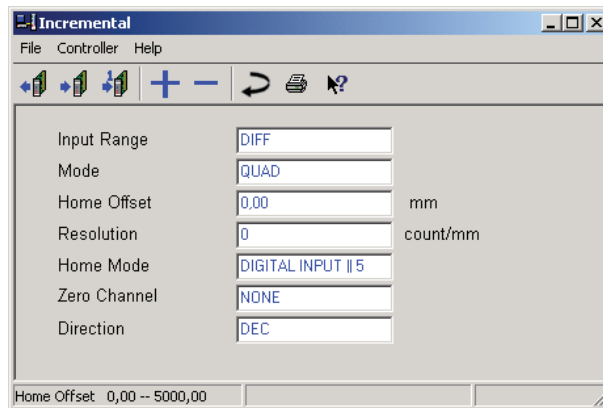 Incremental
File Controller Help
1
Input Range DIFF
Mode QUAD
Home Offset 0,00 mm
Resolution 0 count/mm
Home Mode DIGITAL INPUT || 5
Zero Channel NONE
Direction DEC
Home Offset 0,00 -- 5000,00